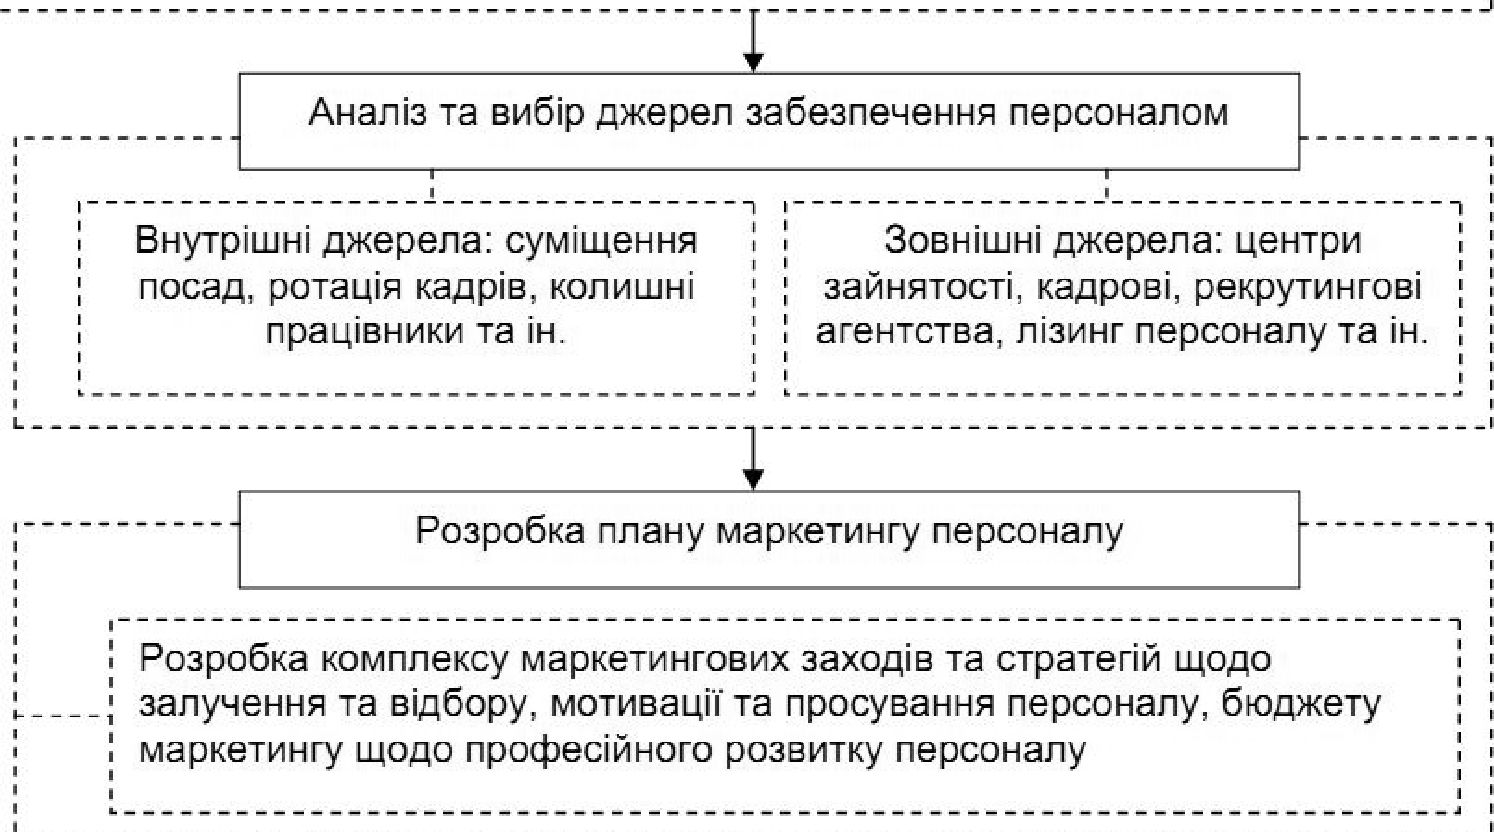 Аналіз та вибір джерел забезпечення персоналом
Внутрішні джерела: суміщення
посад, ротація кадрів, колишні
працівники та ін.
Зовнішні джерела: центри
зайнятості, кадрові, рекрутингові
агентства, лізинг персоналу та ін.
Розробка плану маркетингу персоналу
Розробка комплексу маркетингових заходів та стратегій щодо
залучення та відбору, мотивації та просування персоналу, бюджету
маркетингу щодо професійного розвитку персоналу